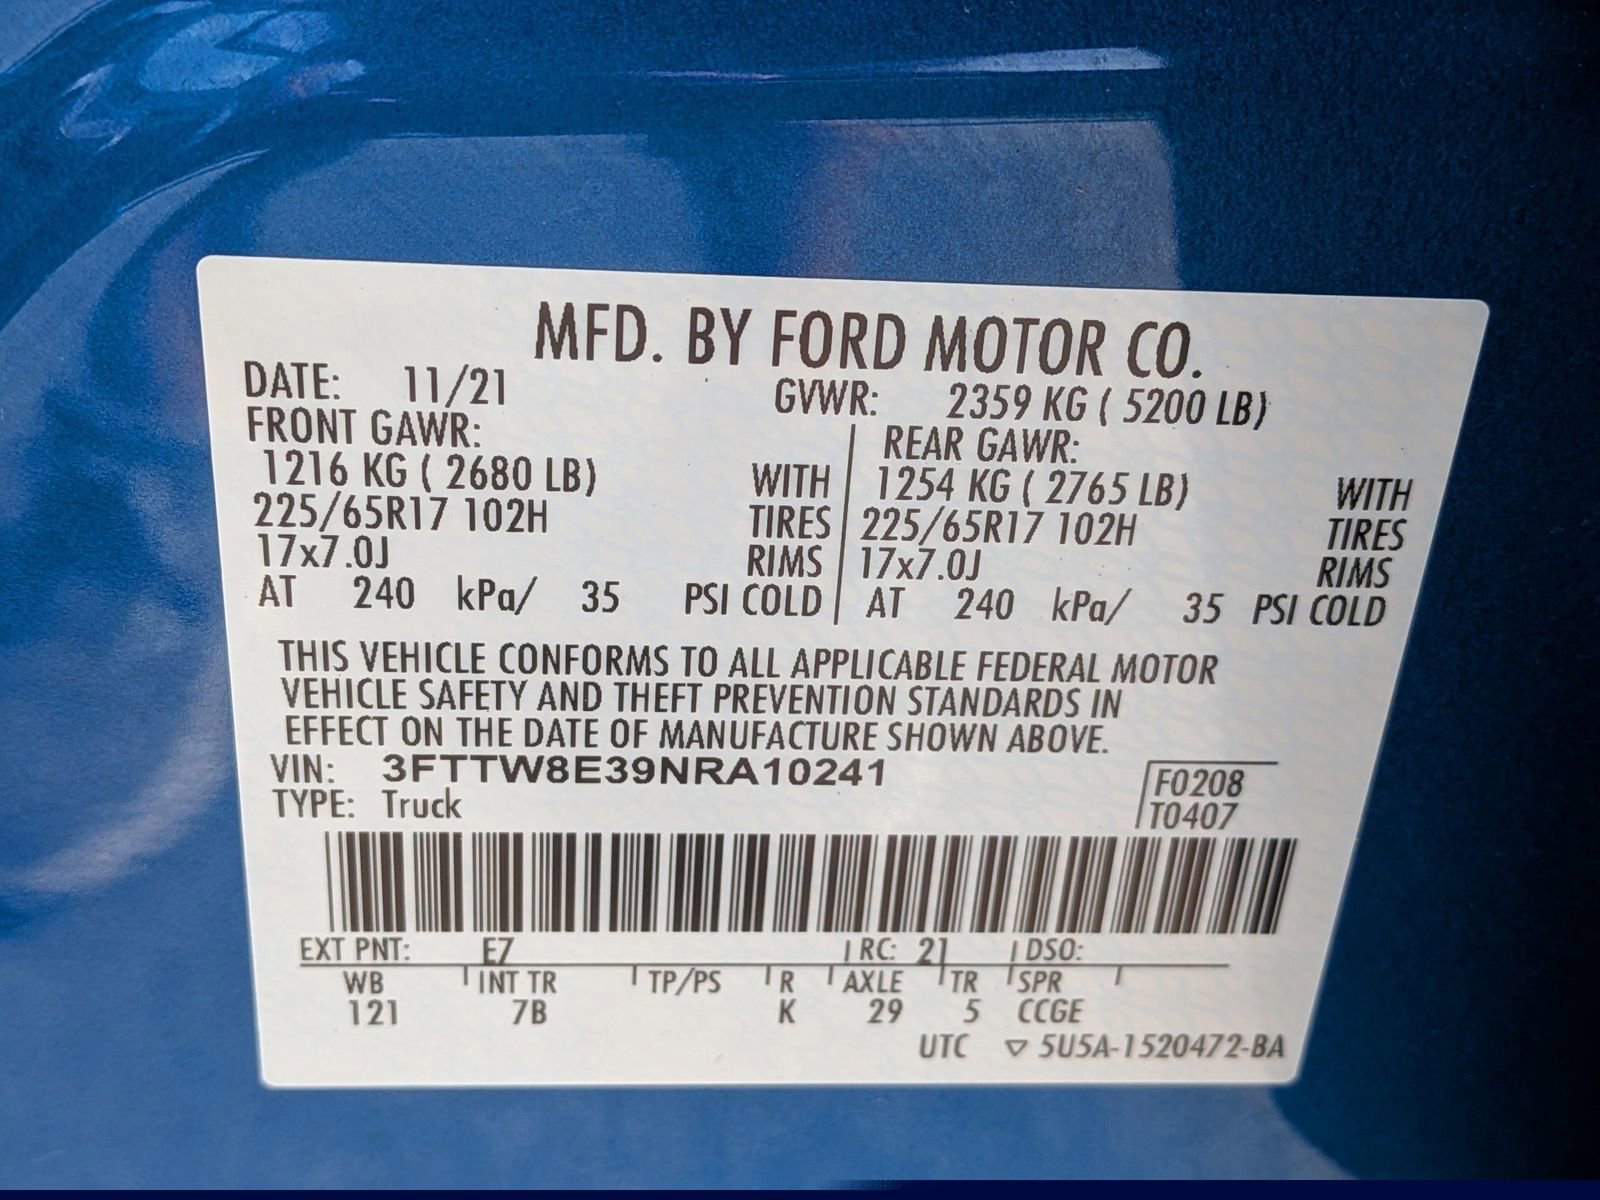 MFD. BY FORD MOTOR CO.
DATE: 11/21 GVWR: 2359 KG ( 5200 LB)
FRONT GAWR: REAR GAWR:
1216 KG ( 2680 LB) WITH 1254 KG ( 2765 LB) WITH
225/65R17 102H TIRES 225/65R17 102H TIRES
17x7.0J RIMS 17x7.0J RIMS
AT 240 kPa/ 35 PSI COLD AT 240 kPa/ 35 PSI COLD
THIS VEHICLE CONFORMS TO ALL APPLICABLE FEDERAL MOTOR
VEHICLE SAFETY AND THEFT PREVENTION STANDARDS IN
EFFECT ON THE DATE OF MANUFACTURE SHOWN ABOVE.
VIN: 3FTTW8E39NRA10241 F0208
TYPE: Truck T0407
EXT PNT: E7 RC: 21 DSO:
WB INT TR TP/PS R AXLE TR SPR
121 7B K 29 5 CCGE
UTC ▽ 5U5A-1520472-BA